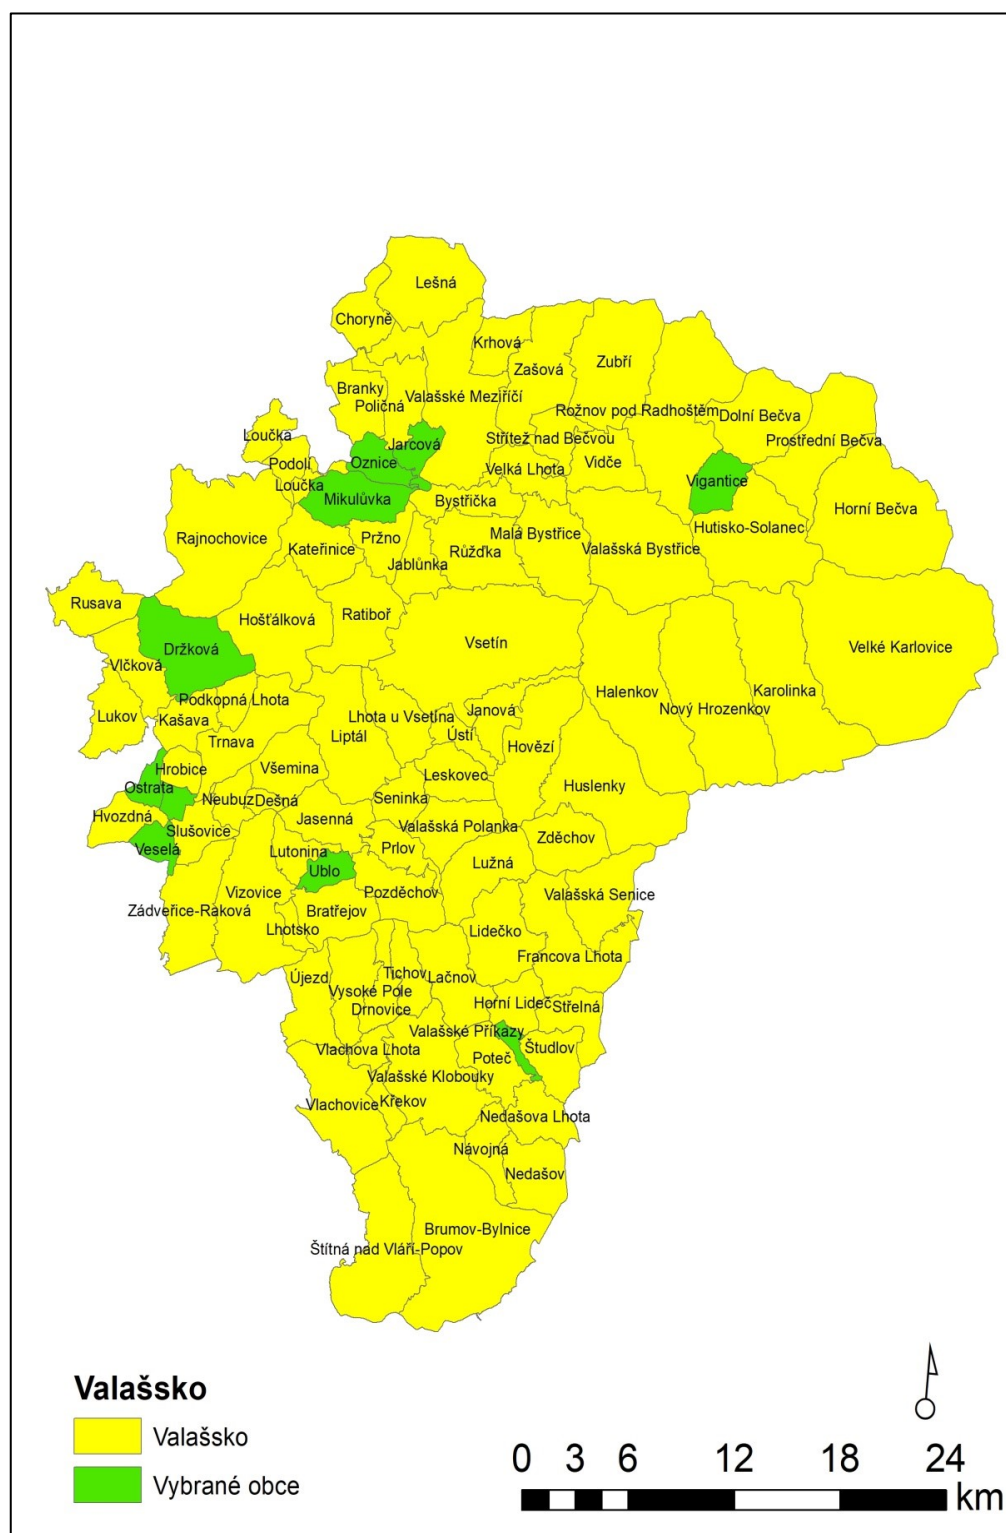 Lešná
Choryně
Krhová
Zašová
Zubří
Branky
Valašské Meziříčí
Poličná
Rožnov pod Radhoštěm
Dolní Bečva
Loučka
Jarcová
Střítež nad Bečvou
Prostřední Bečva
Podolí
Oznice
Velká Lhota
Vidče
Vigantice
Loučka
Mikulůvka
Bystřička
Horní Bečva
Hutisko-Solanec
Rajnochovice
Pržno
Malá Bystřice
Kateřinice
Růžďka
Valašská Bystřice
Jablůnka
Rusava
Hošťálková
Ratiboř
Držková
Vsetín
Velké Karlovice
Vlčková
Podkopná Lhota
Halenkov
Karolinka
Nový Hrozenkov
Lukov
Kašava
Lhota u Vsetína
Janová
Trnava
Liptál
Ústí
Hovězí
Hrobice
Všemina
Leskovec
Ostrata
Huslenky
Neubuz
Dešná
Seninka
Hvozdná
Jasenná
Slušovice
Valašská Polanka
Zděchov
Veselá
Lutonina
Prlov
Lužná
Ublo
Vizovice
Pozděchov
Valašská Senice
Zádveřice-Raková
Bratřejov
Lhotsko
Lidečko
Francova Lhota
Újezd
Tichov
Lačnov
Vysoké Pole
Horní Lideč
Střelná
Drnovice
Valašské Příkazy
Vlachova Lhota
Poteč
Študlov
Valašské Klobouky
Vlachovice
Křekov
Nedašova Lhota
Návojná
Nedašov
Brumov-Bylnice
Štítná nad Vláří-Popov
Valašsko
Valašsko
Vybrané obce
0 3 6 12 18 24
km